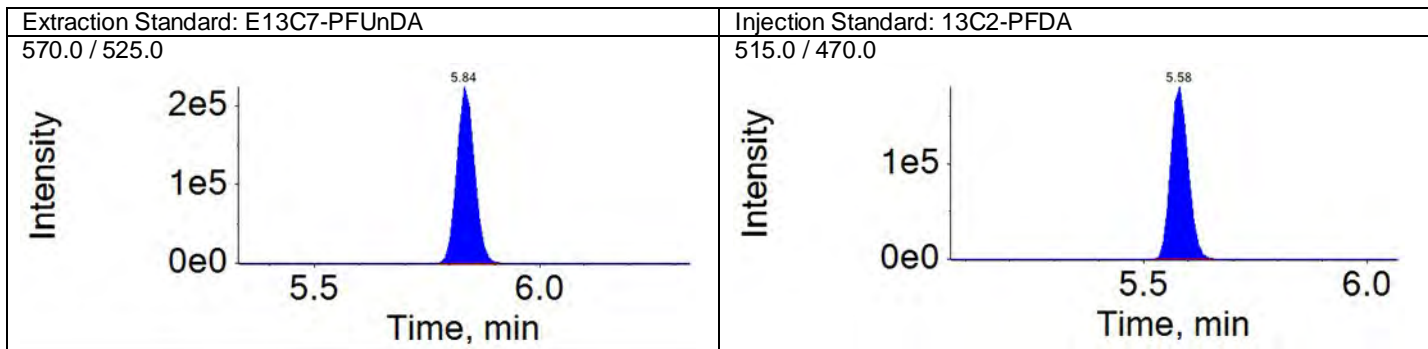 Extraction Standard: E13C7-PFUnDA
570.0 / 525.0
5.84
Intensity
2e5
1e5
0e0
5.5 6.0
Time, min
Injection Standard: 13C2-PFDA
515.0 / 470.0
5.58
Intensity
1e5
0e0
5.5 6.0
Time, min